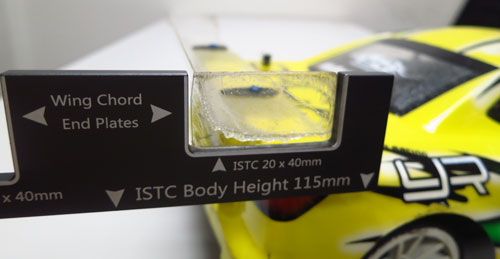 Wing Chord
End Plates
ISTC 20 x 40mm
x 40mm
ISTC Body Height 115mm